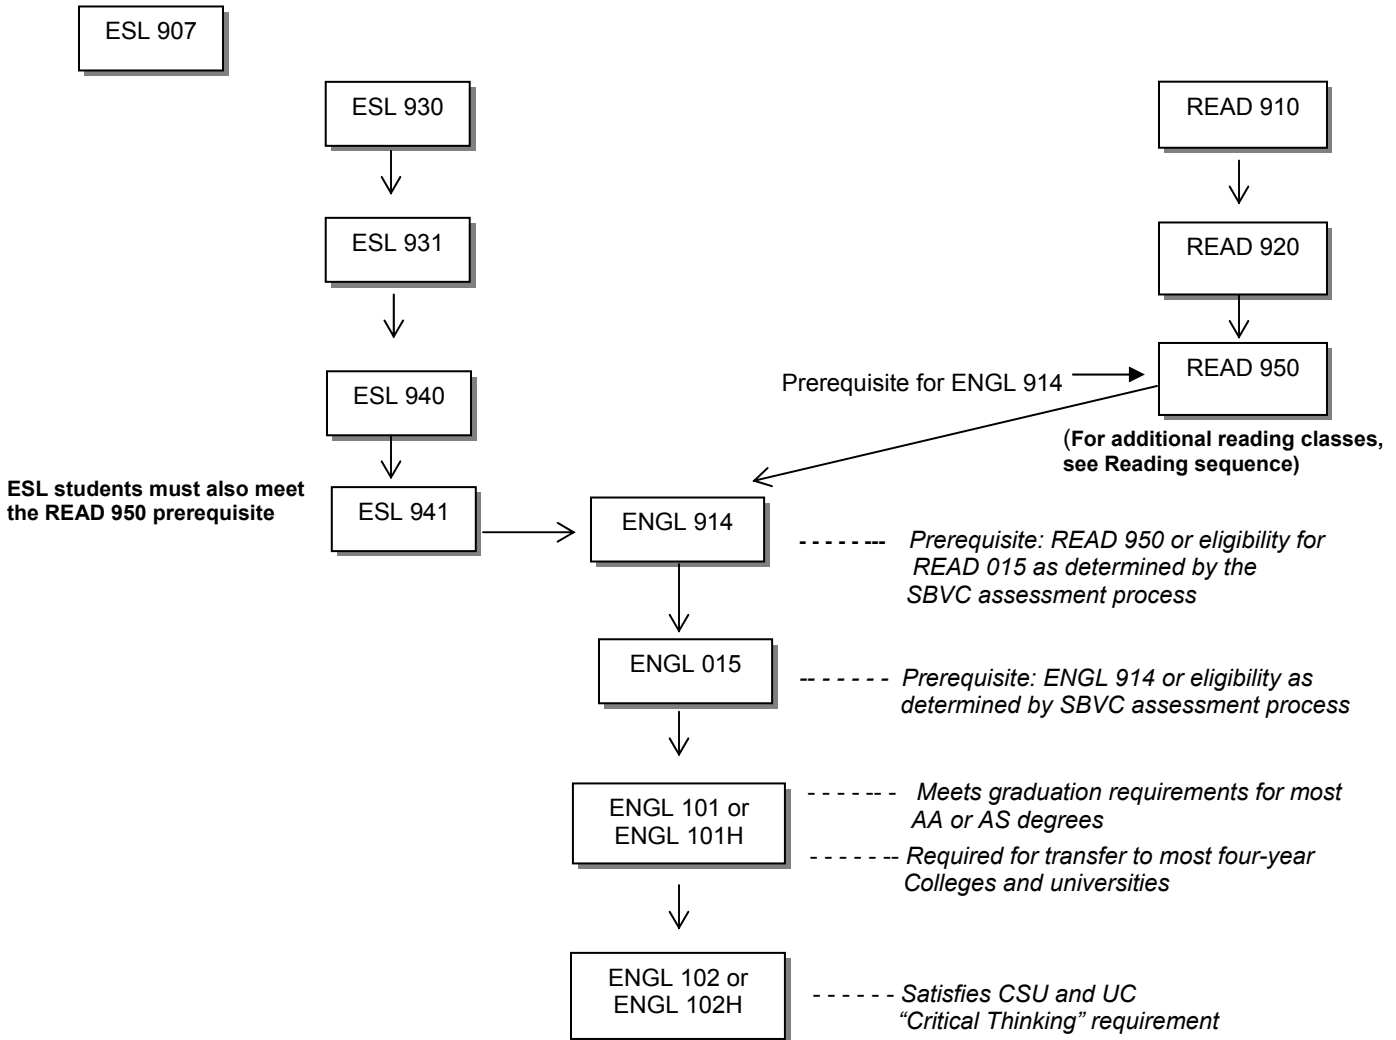 ESL 907
ESL 930
READ 910
ESL 931
READ 920
ESL 940
Prerequisite for ENGL 914
READ 950
(For additional reading classes,
see Reading sequence)
ESL students must also meet
the READ 950 prerequisite
ESL 941
ENGL 914
- - - - - --- Prerequisite: READ 950 or eligibility for
READ 015 as determined by the
SBVC assessment process
ENGL 015
-- - - - - - Prerequisite: ENGL 914 or eligibility as
determined by SBVC assessment process
ENGL 101 or
ENGL 101H
- - - - -- - Meets graduation requirements for most
AA or AS degrees
- - - - - -- Required for transfer to most four-year
Colleges and universities
ENGL 102 or
ENGL 102H
- - - - - - Satisfies CSU and UC
“Critical Thinking” requirement